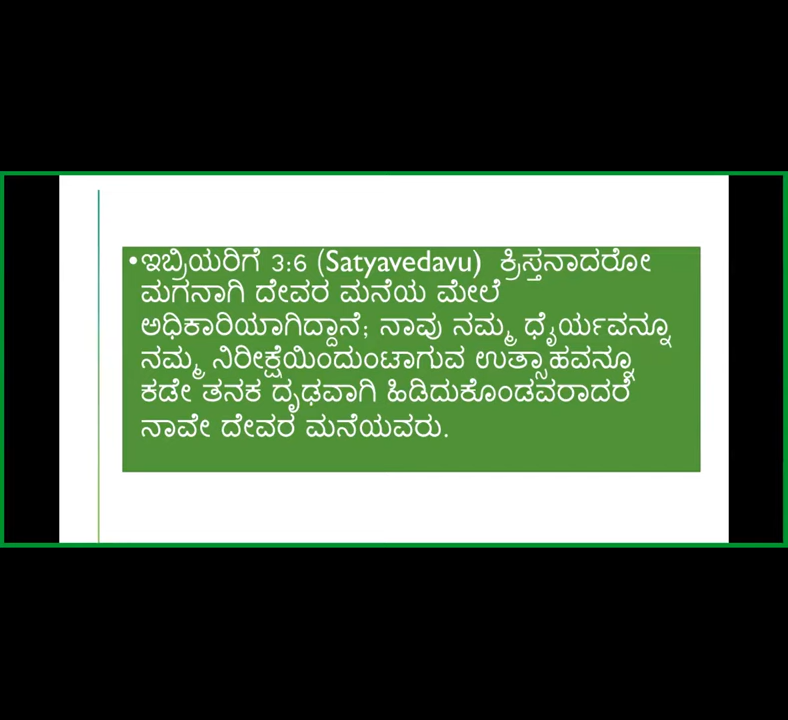 •ಇಬ್ರಿಯರಿಗೆ 3:6 (Satyavedavu) ಕ್ರಿಸ್ತನಾದರೋ
ಮಗನಾಗಿ ದೇವರ ಮನೆಯ ಮೇಲೆ
ಅಧಿಕಾರಿಯಾಗಿದ್ದಾನೆ; ನಾವು ನಮ್ಮ ಧೈರ್ಯವನ್ನೂ
ನಮ್ಮ ನಿರೀಕ್ಷೆಯಿಂದುಂಟಾಗುವ ಉತ್ಸಾಹವನ್ನೂ
ಕಡೇ ತನಕ ದೃಢವಾಗಿ ಹಿಡಿದುಕೊಂಡವರಾದರೆ
ನಾವೇ ದೇವರ ಮನೆಯವರು.